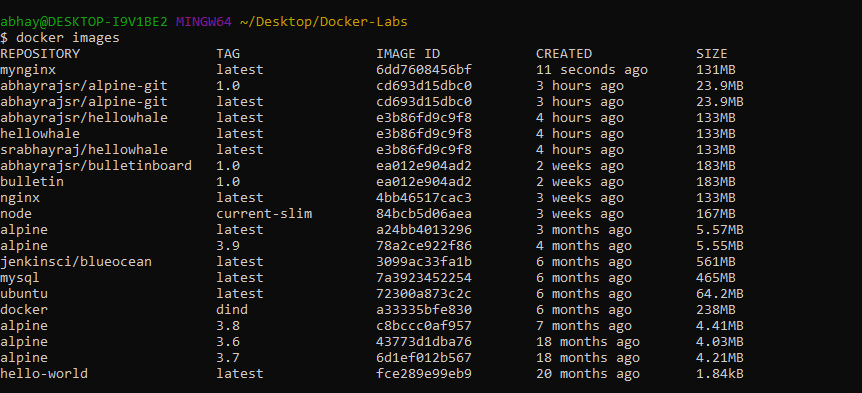 abhay@DESKTOP-I9V1BE2 MINGW64 ~/Desktop/Docker-Labs
$ docker images
REPOSITORY TAG IMAGE ID CREATED SIZE
mynginx latest 6dd7608456bf 11 seconds ago 131MB
abhayrajsr/alpine-git 1.0 cd693d15dbc0 3 hours ago 23.9MB
abhayrajsr/alpine-git latest cd693d15dbc0 3 hours ago 23.9MB
abhayrajsr/hellowhale latest e3b86fd9c9f8 4 hours ago 133MB
hellowhale latest e3b86fd9c9f8 4 hours ago 133MB
srabhayraj/hellowhale latest e3b86fd9c9f8 4 hours ago 133MB
abhayrajsr/bulletinboard 1.0 ea012e904ad2 2 weeks ago 183MB
bulletin 1.0 ea012e904ad2 2 weeks ago 183MB
nginx latest 4bb46517cac3 3 weeks ago 133MB
node current-slim 84bcb5d06aea 3 weeks ago 167MB
alpine latest a24bb4013296 3 months ago 5.57MB
alpine 3.9 78a2ce922f86 4 months ago 5.55MB
jenkinsci/blueocean latest 3099ac33fa1b 6 months ago 561MB
mysql latest 7a3923452254 6 months ago 465MB
ubuntu latest 72300a873c2c 6 months ago 64.2MB
docker dind a33335bfe830 6 months ago 238MB
alpine 3.8 c8bccc0af957 7 months ago 4.41MB
alpine 3.6 43773d1dba76 18 months ago 4.03MB
alpine 3.7 6d1ef012b567 18 months ago 4.21MB
hello-world latest fce289e99eb9 20 months ago 1.84kB